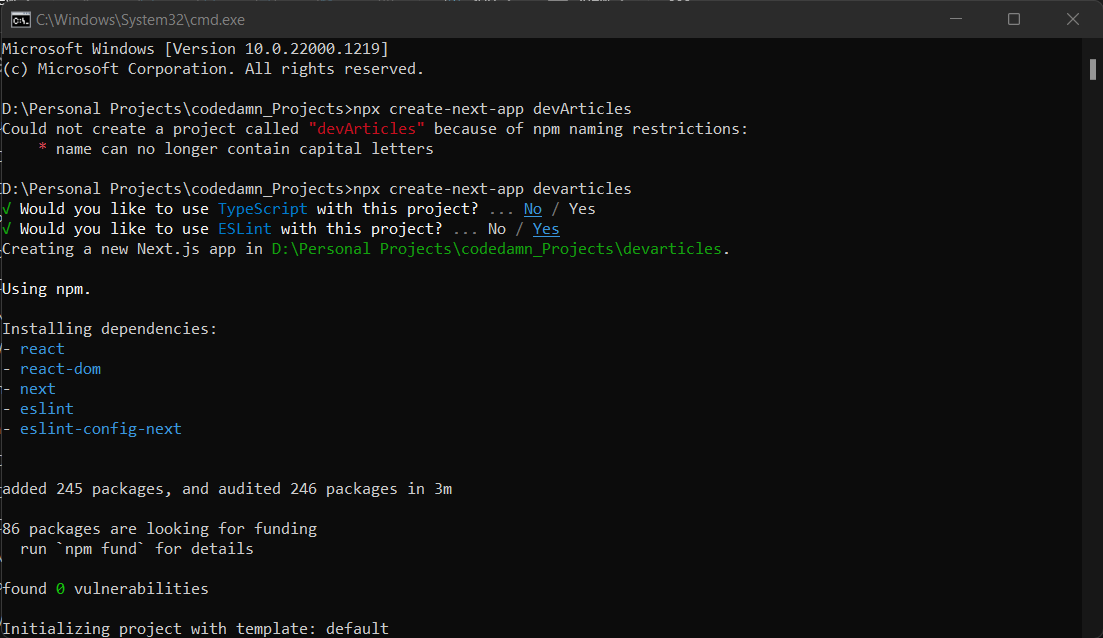 C:\Windows\System32\cmd.exe
Microsoft Windows [Version 10.0.22000.1219]
(c) Microsoft Corporation. All rights reserved.
D:\Personal Projects\codedamn_Projects>npx create-next-app devArticles
Could not create a project called "devArticles" because of npm naming restrictions:
* name can no longer contain capital letters
D:\Personal Projects\codedamn_Projects>npx create-next-app devarticles
√ Would you like to use TypeScript with this project? ... No / Yes
√ Would you like to use ESLint with this project? ... No / Yes
Creating a new Next.js app in D:\Personal Projects\codedamn_Projects\devarticles.
Using npm.
Installing dependencies:
- react
- react-dom
- next
- eslint
- eslint-config-next
added 245 packages, and audited 246 packages in 3m
86 packages are looking for funding
run `npm fund` for details
found 0 vulnerabilities
Initializing project with template: default